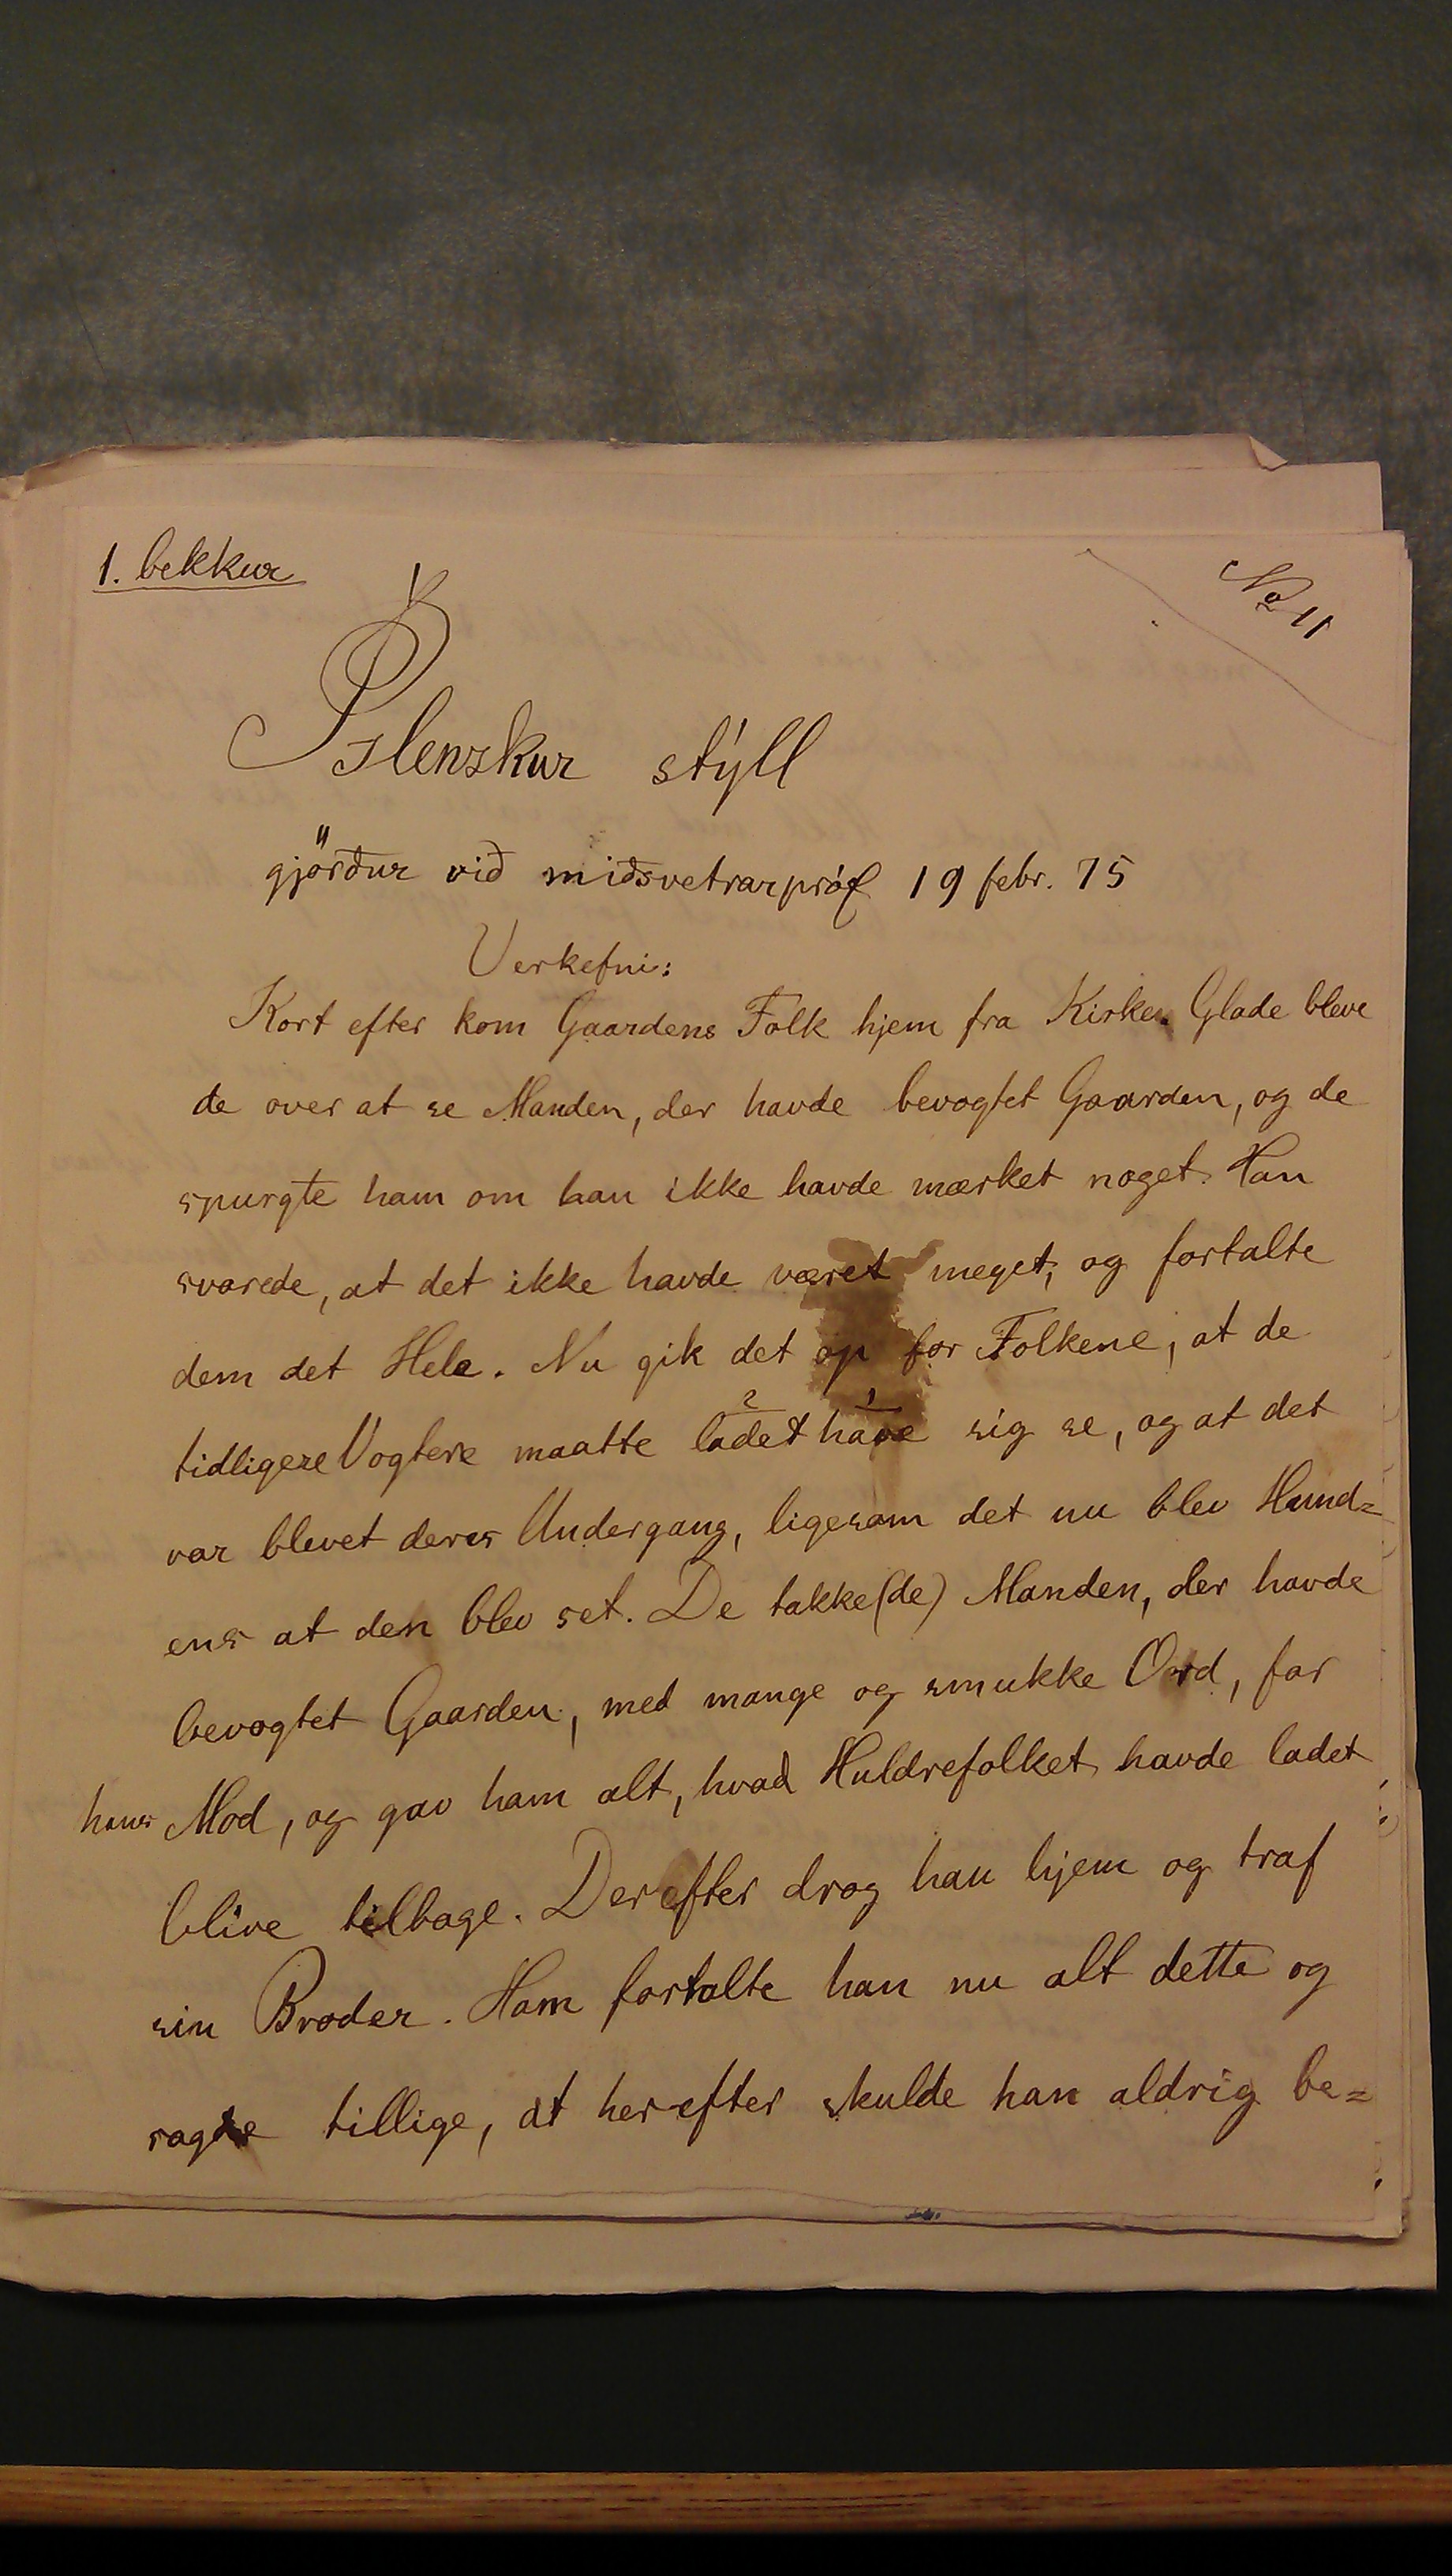 1. bekkur
No 11
Íslenzkur stýll
gjörður við miðsvetrarpróf 19 febr. 75
Verkefni:
Kort efter kom Gaardens Folk hjem fra Kirke. Glade bleve
de over at se Manden, der havde bevogtet Gaarden, og de
spurgte ham om han ikke havde mærket noget. Han
svarede, at det ikke havde været meget, og fortalte
dem det Hele. Nu gik det op for Folkene, at de
2 1
tidligere Vogtere maatte ladet have sig se, og at det
var blevet deres Undergang, ligesom det nu blev Hund=
ens at den blev set. De takke(de) Manden, der havde
bevogtet Gaarden, med mange og smukke Ord, for
hans Mod, og gav ham alt, hvad Huldrefolket havde ladet
blive tilbage. Derefter drog han hjem og traf
sin Broder. Ham fortalte han nu alt dette og
sagde tillige, at herefter skulde han aldrig be=